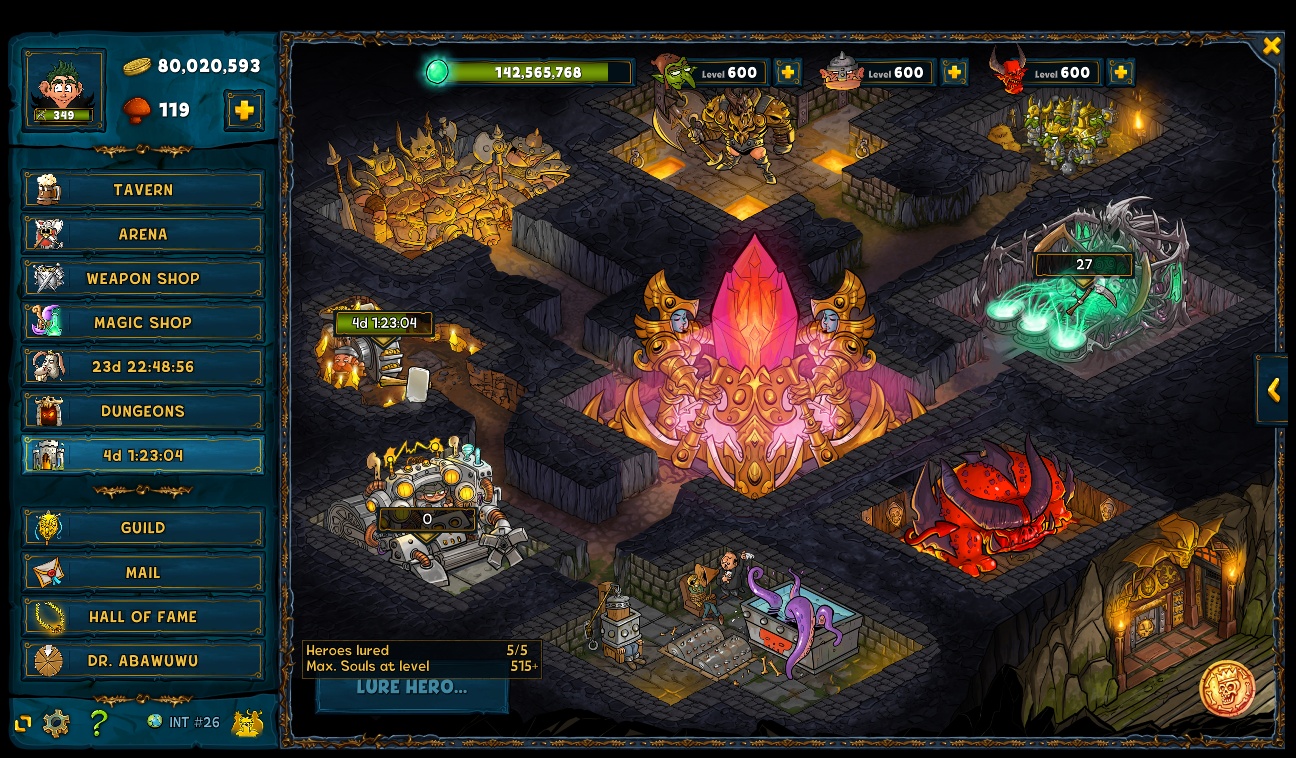 80,020,593
349
119
TAVERN
ARENA
WEAPON SHOP
MAGIC SHOP
23d 22:48:56
DUNGEONS
4d 1:23:04
GUILD
MAIL
HALL OF FAME
DR. ABAWUWU
?
INT #26
142,565,768
Level 600
Level 600
Level 600
27
4d 1:23:04
0
Heroes lured 5/5
Max. Souls at level 515+
LURE HERO...